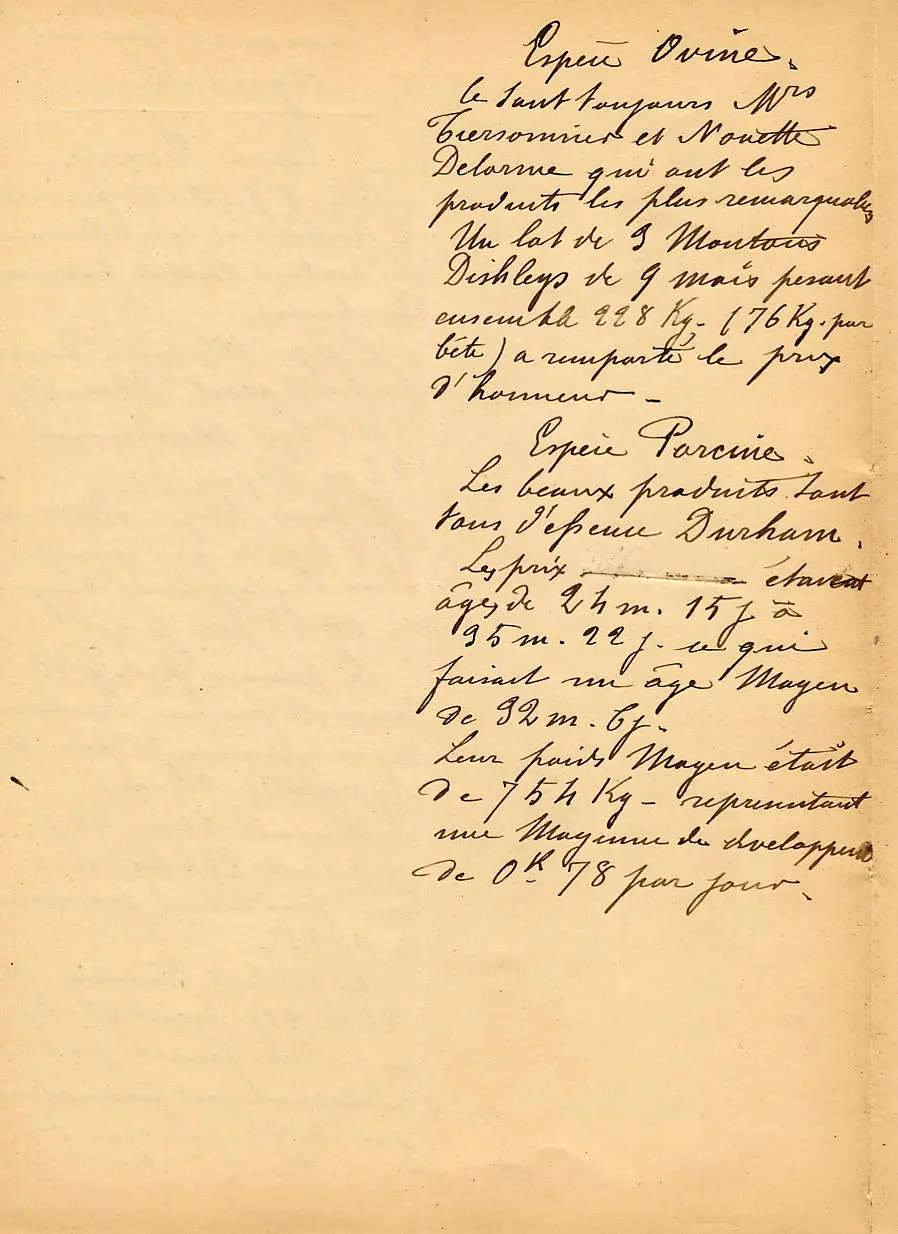 Espèce Ovine.
Ce sont toujours Mrs
Tiersonnier et Nouette
Delorme qui ont les
produits les plus remarquables
Un lot de 3 Moutons
Dishleys de 9 mois pesant
ensemble 228 Kg. (76 Kg. par
bête) a remporté le prix
d'honneur -
Espèce Porcine.
Les beaux produits sont
tous d'essence Durham.
Les prix étaient
âgés de 24 m. 15 j à
35 m. 22 j. ce qui
faisait un âge Moyen
de 32 m. 6 j.
Leur poids Moyen était
de 754 Kg - représentant
une Moyenne de
de 0K. 78 par jour.